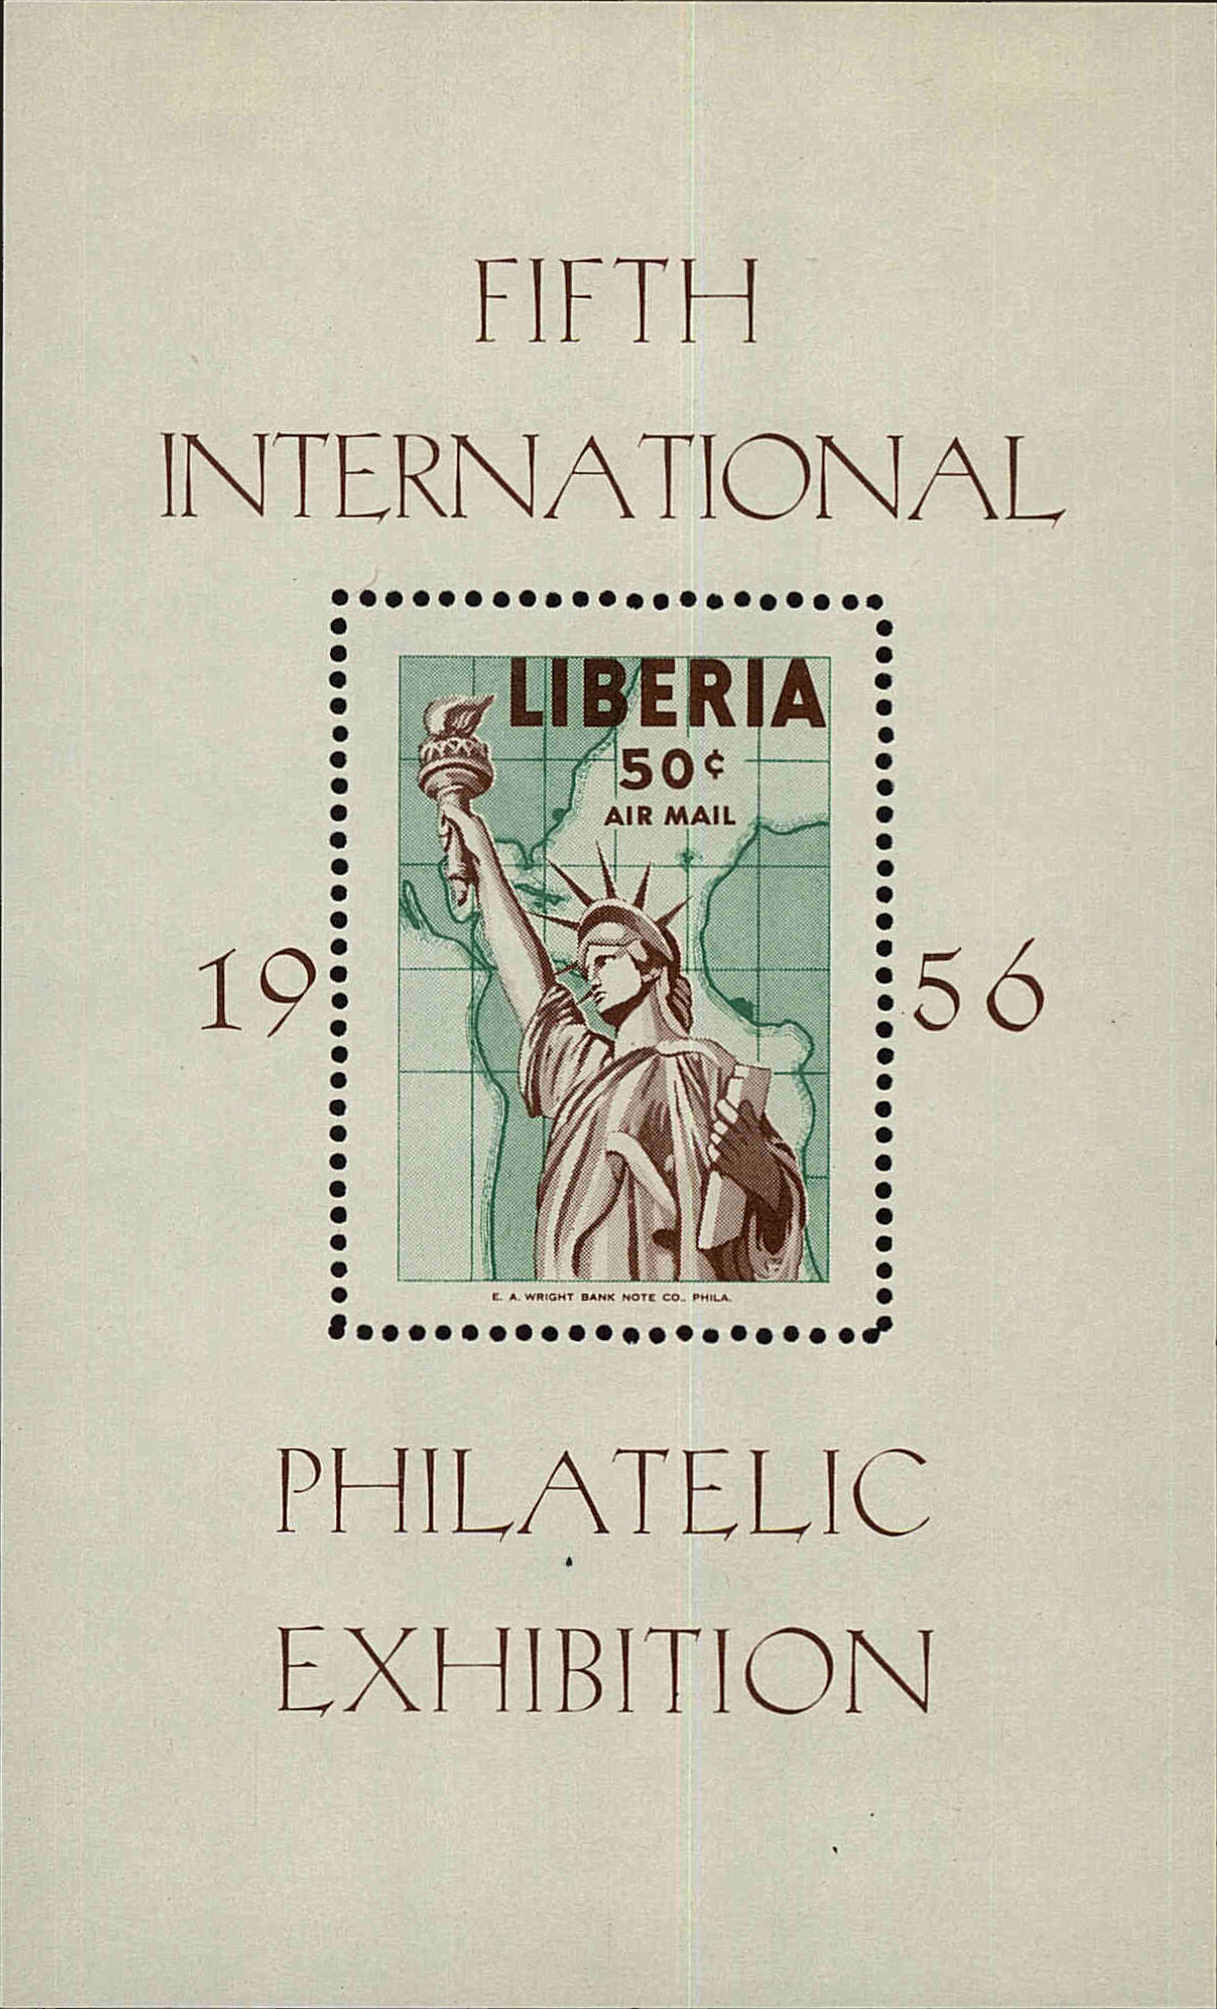 FIFTH
INTERNATIONAL
LIBERIA
50¢
AIR MAIL
19 56
E. A. WRIGHT BANK NOTE CO., PHILA.
PHILATELIC
EXHIBITION